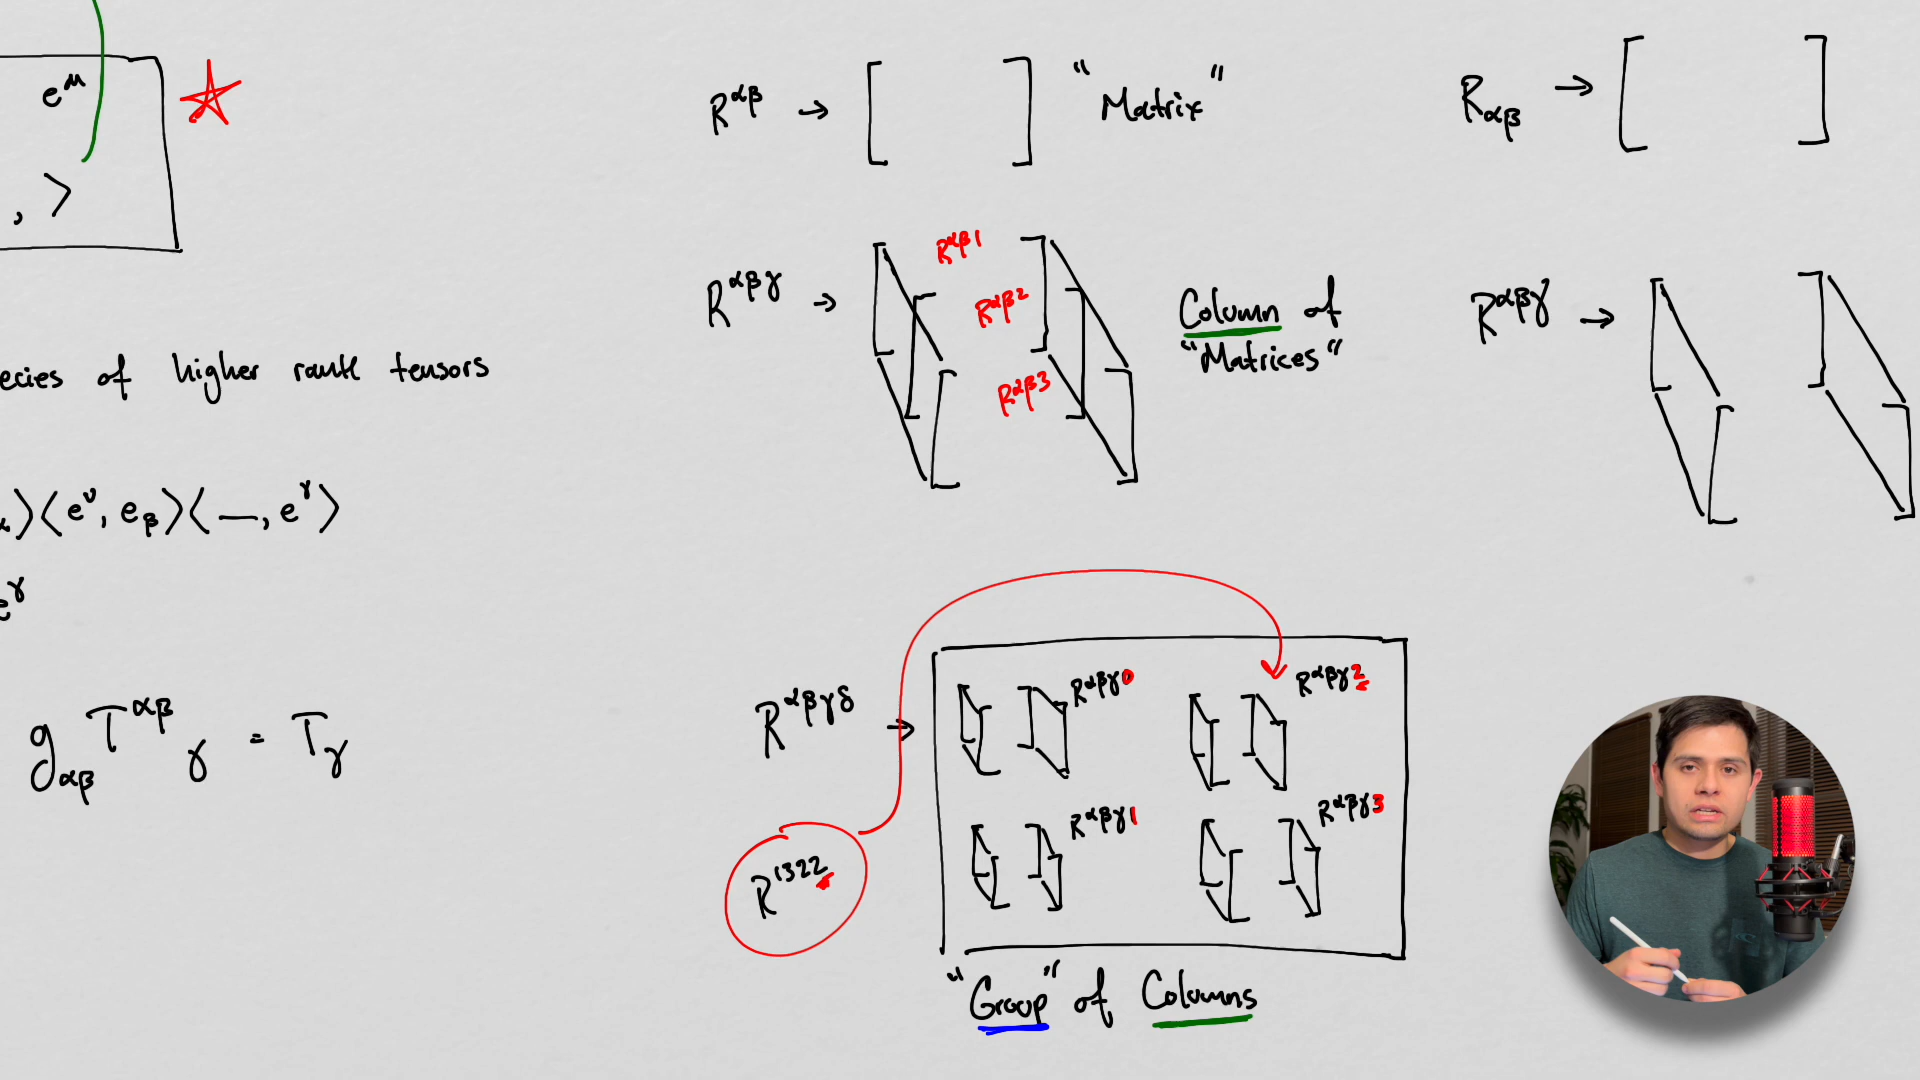 e^μ
, >
R^αβ → [ ] "Matrix"
R_αβ → [ ]
R^αβγ →
R^αβ1
R^αβ2
R^αβ3
Column of
"Matrices"
R^αβγ →
ecies of higher rank tensors
⟩⟨e^ν, e_β⟩⟨ __, e^γ⟩
e^γ
g_αβ T^αβ_γ = T_γ
R^αβγδ →
R^αβγ0
R^αβγ2
R^αβγ1
R^αβγ3
R^1322
"Group" of Columns